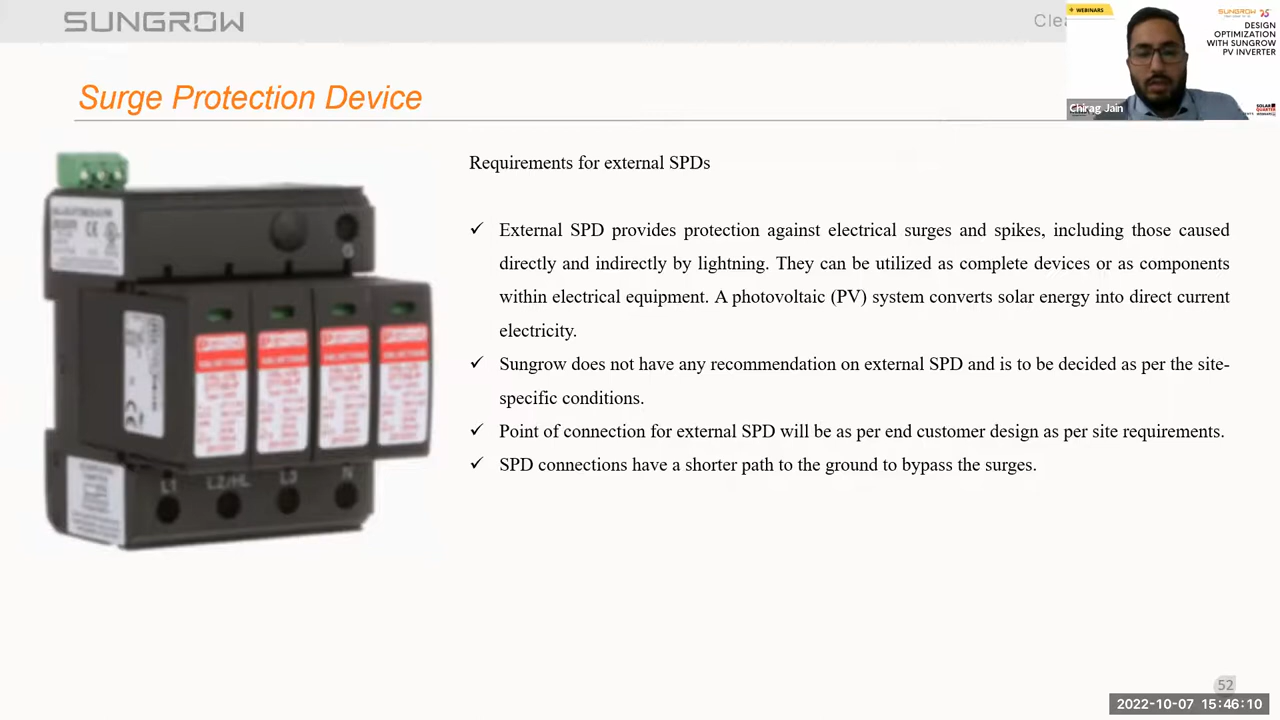 SUNGROW
WEBINARS
SUNGROW
DESIGN
OPTIMIZATION
WITH SUNGROW
PV INVERTER
Chirag Jain
SOLAR
QUARTER
Surge Protection Device
Requirements for external SPDs
✓ External SPD provides protection against electrical surges and spikes, including those caused
directly and indirectly by lightning. They can be utilized as complete devices or as components
within electrical equipment. A photovoltaic (PV) system converts solar energy into direct current
electricity.
✓ Sungrow does not have any recommendation on external SPD and is to be decided as per the site-
specific conditions.
✓ Point of connection for external SPD will be as per end customer design as per site requirements.
✓ SPD connections have a shorter path to the ground to bypass the surges.
L1 L2/HL L3 N
52
2022-10-07 15:46:10